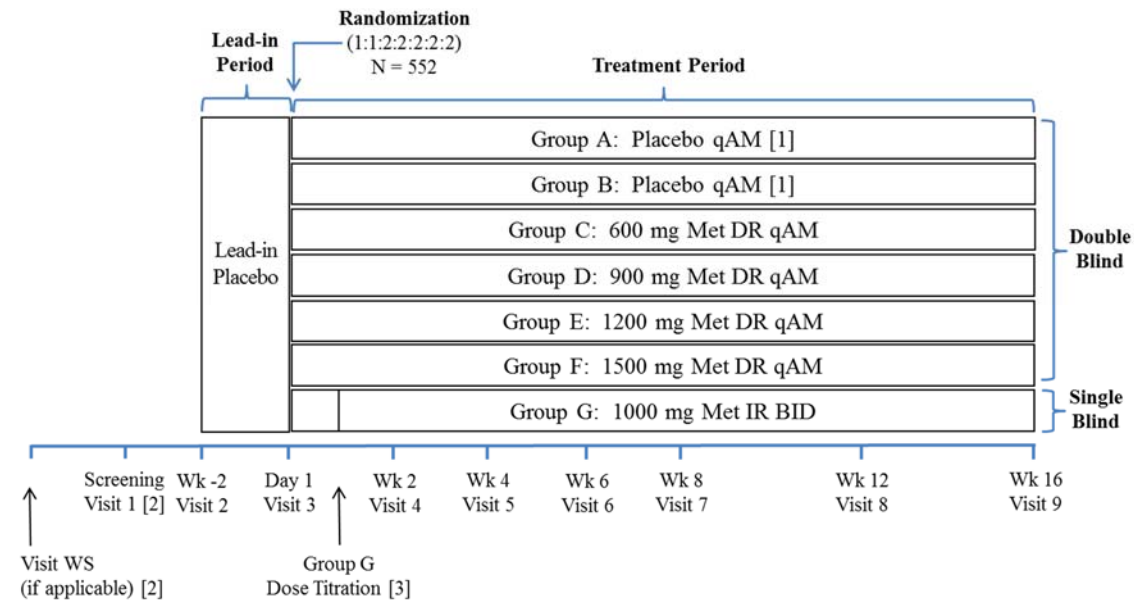 Randomization
(1:1:2:2:2:2:2)
N = 552
Lead-in
Period
Treatment Period
Group A: Placebo qAM [1]
Group B: Placebo qAM [1]
Group C: 600 mg Met DR qAM
Group D: 900 mg Met DR qAM
Group E: 1200 mg Met DR qAM
Group F: 1500 mg Met DR qAM
Group G: 1000 mg Met IR BID
Lead-in
Placebo
Double
Blind
Single
Blind
Screening
Visit 1 [2]
Wk -2
Visit 2
Day 1
Visit 3
Wk 2
Visit 4
Wk 4
Visit 5
Wk 6
Visit 6
Wk 8
Visit 7
Wk 12
Visit 8
Wk 16
Visit 9
Visit WS
(if applicable) [2]
Group G
Dose Titration [3]